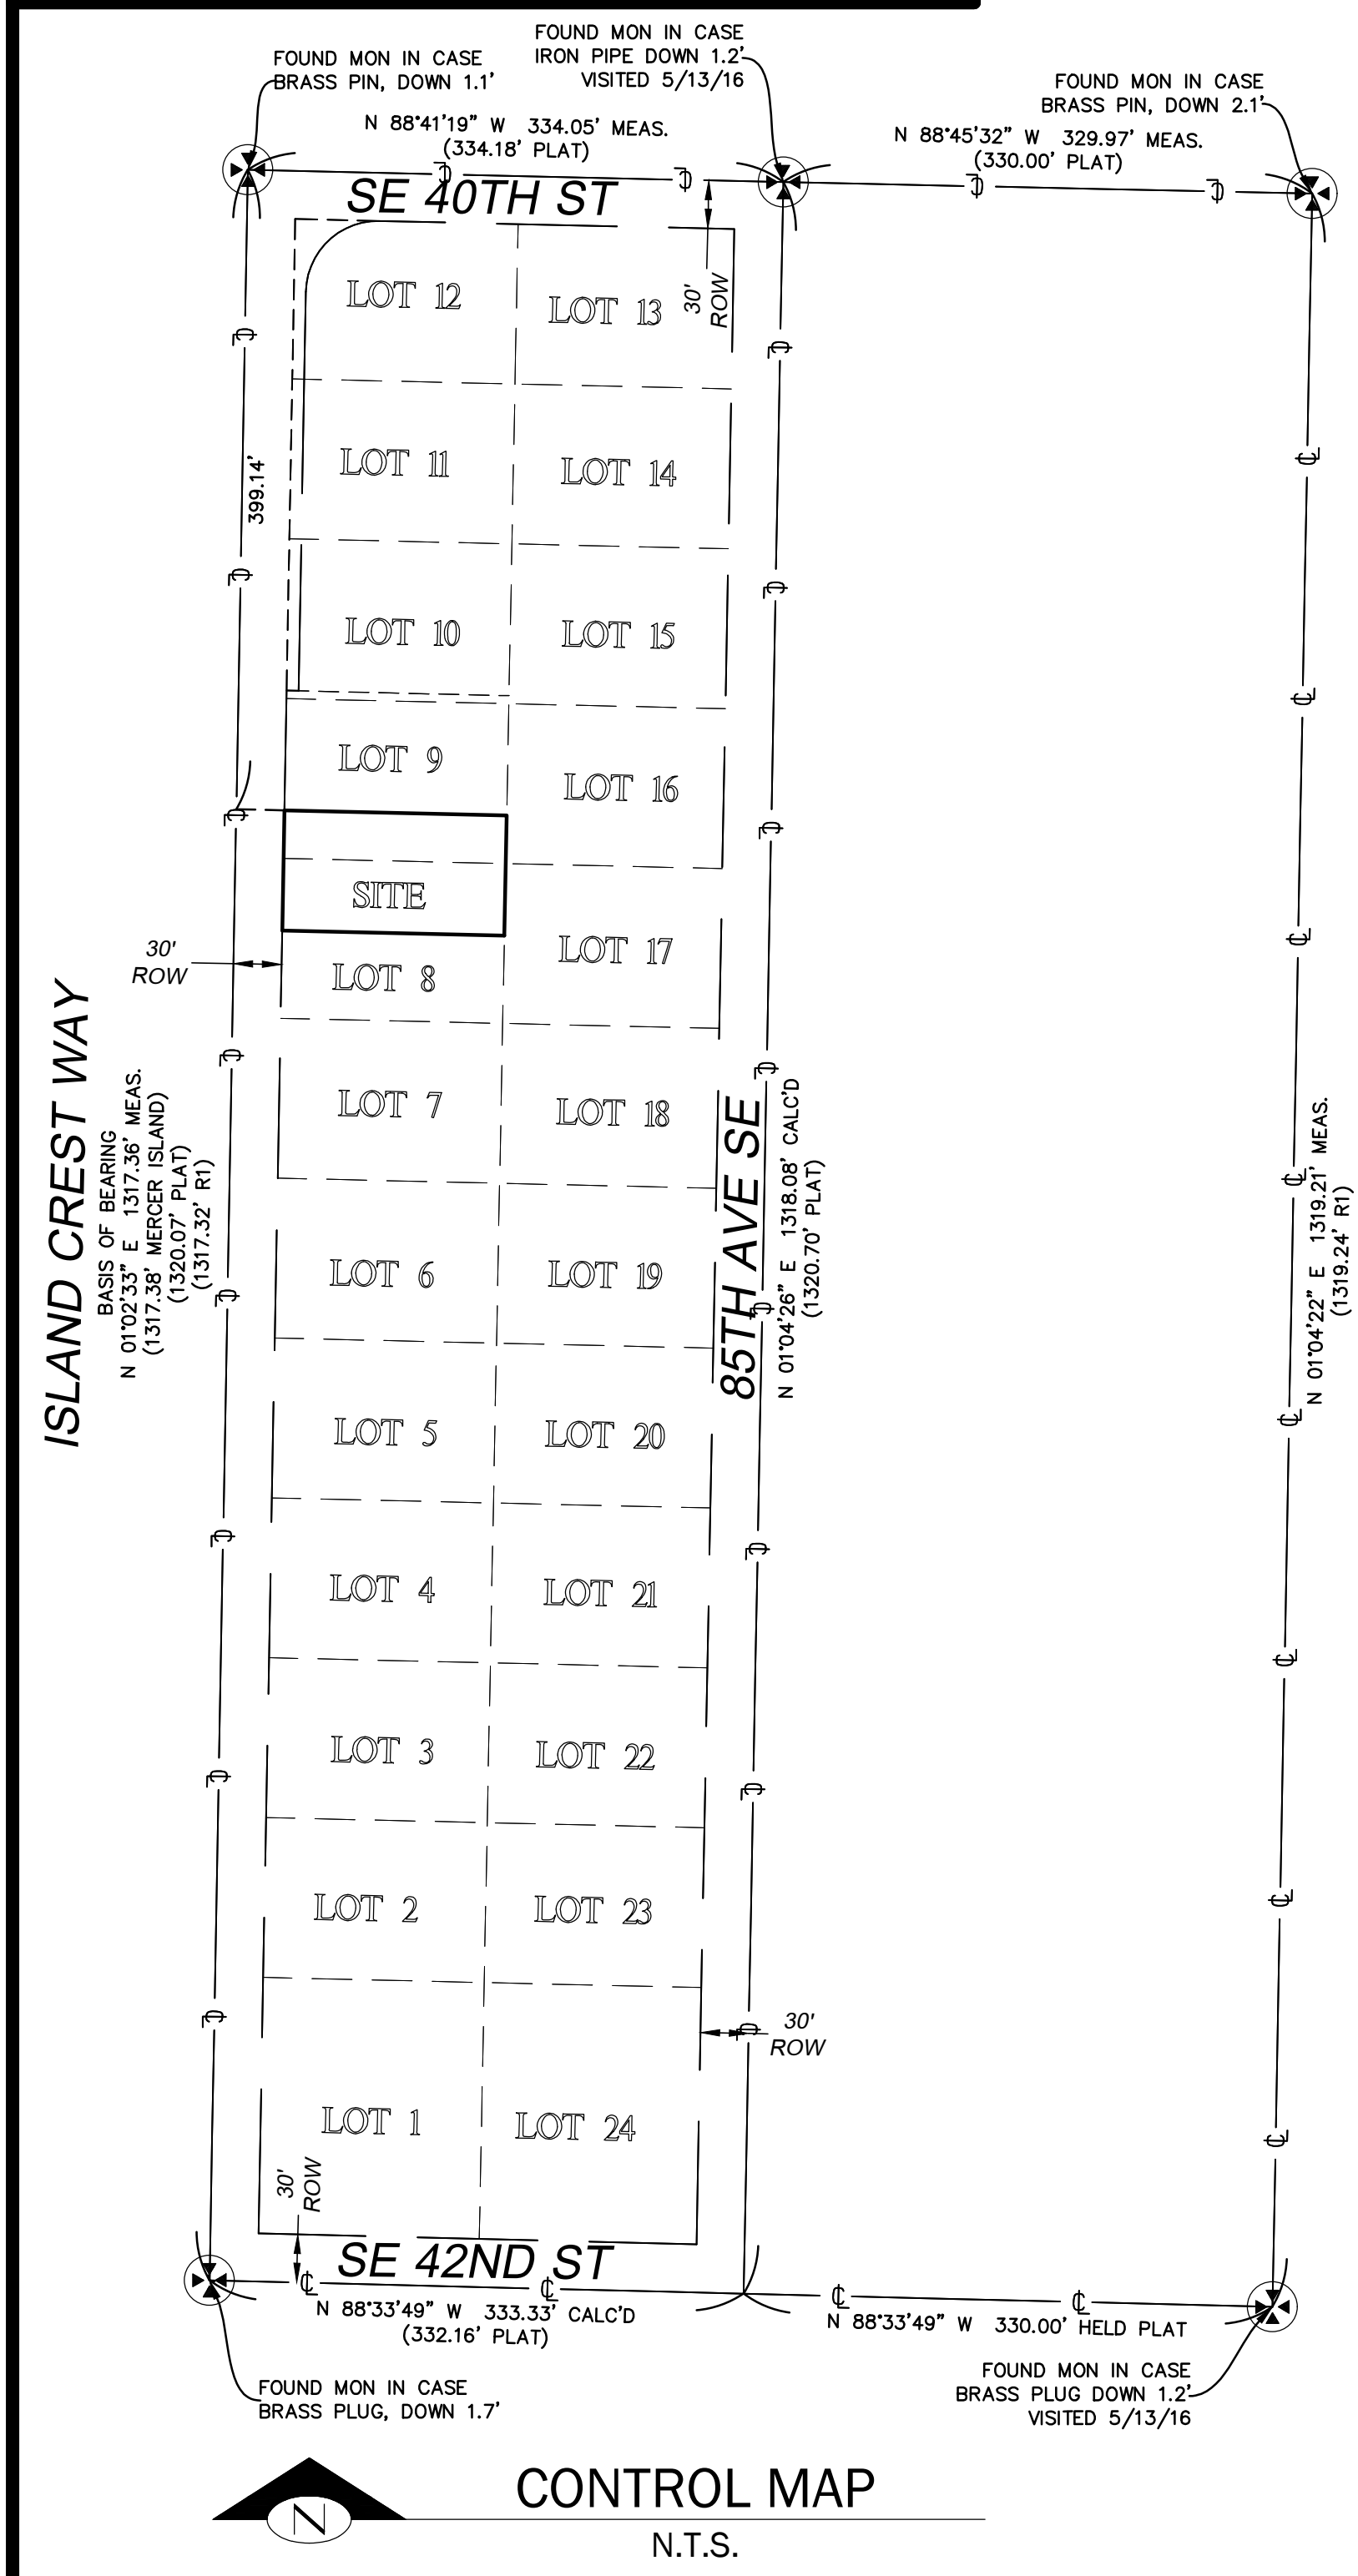 FOUND MON IN CASE
BRASS PIN, DOWN 1.1'
FOUND MON IN CASE
IRON PIPE DOWN 1.2'
VISITED 5/13/16
FOUND MON IN CASE
BRASS PIN, DOWN 2.1'
N 88°41'19" W 334.05' MEAS.
(334.18' PLAT)
N 88°45'32" W 329.97' MEAS.
(330.00' PLAT)
SE 40TH ST
LOT 12
LOT 13
30'
ROW
399.14'
LOT 11
LOT 14
LOT 10
LOT 15
LOT 9
LOT 16
SITE
LOT 17
30'
ROW
LOT 8
ISLAND CREST WAY
BASIS OF BEARING
N 01°02'33" E 1317.36' MEAS.
(1317.38' MERCER ISLAND)
(1320.07' PLAT)
(1317.32' R1)
LOT 7
LOT 18
85TH AVE SE
N 01°04'26" E 1318.08' CALC'D
(1320.70' PLAT)
N 01°04'22" E 1319.21' MEAS.
(1319.24' R1)
LOT 6
LOT 19
LOT 5
LOT 20
LOT 4
LOT 21
LOT 3
LOT 22
LOT 2
LOT 23
30'
ROW
LOT 1
LOT 24
30'
ROW
SE 42ND ST
N 88°33'49" W 333.33' CALC'D
(332.16' PLAT)
N 88°33'49" W 330.00' HELD PLAT
FOUND MON IN CASE
BRASS PLUG, DOWN 1.7'
FOUND MON IN CASE
BRASS PLUG DOWN 1.2'
VISITED 5/13/16
N
CONTROL MAP
N.T.S.